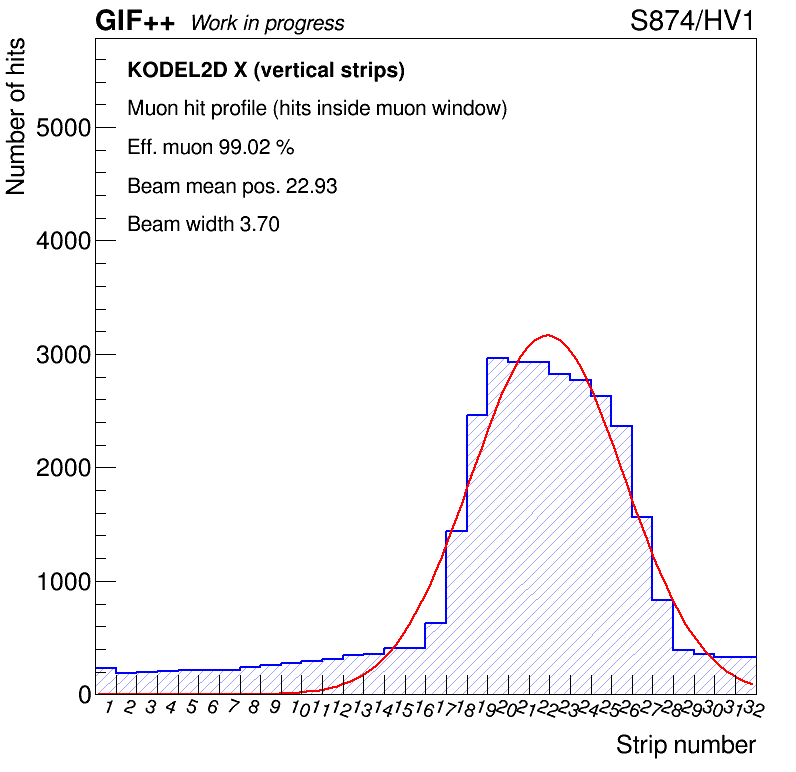 GIF++ Work in progress S874/HV1
Number of hits
KODEL2D X (vertical strips)
Muon hit profile (hits inside muon window)
Eff. muon 99.02 %
Beam mean pos. 22.93
Beam width 3.70
5000
4000
3000
2000
1000
0
1 2 3 4 5 6 7 8 9 10 11 12 13 14 15 16 17 18 19 20 21 22 23 24 25 26 27 28 29 30 31 32
Strip number